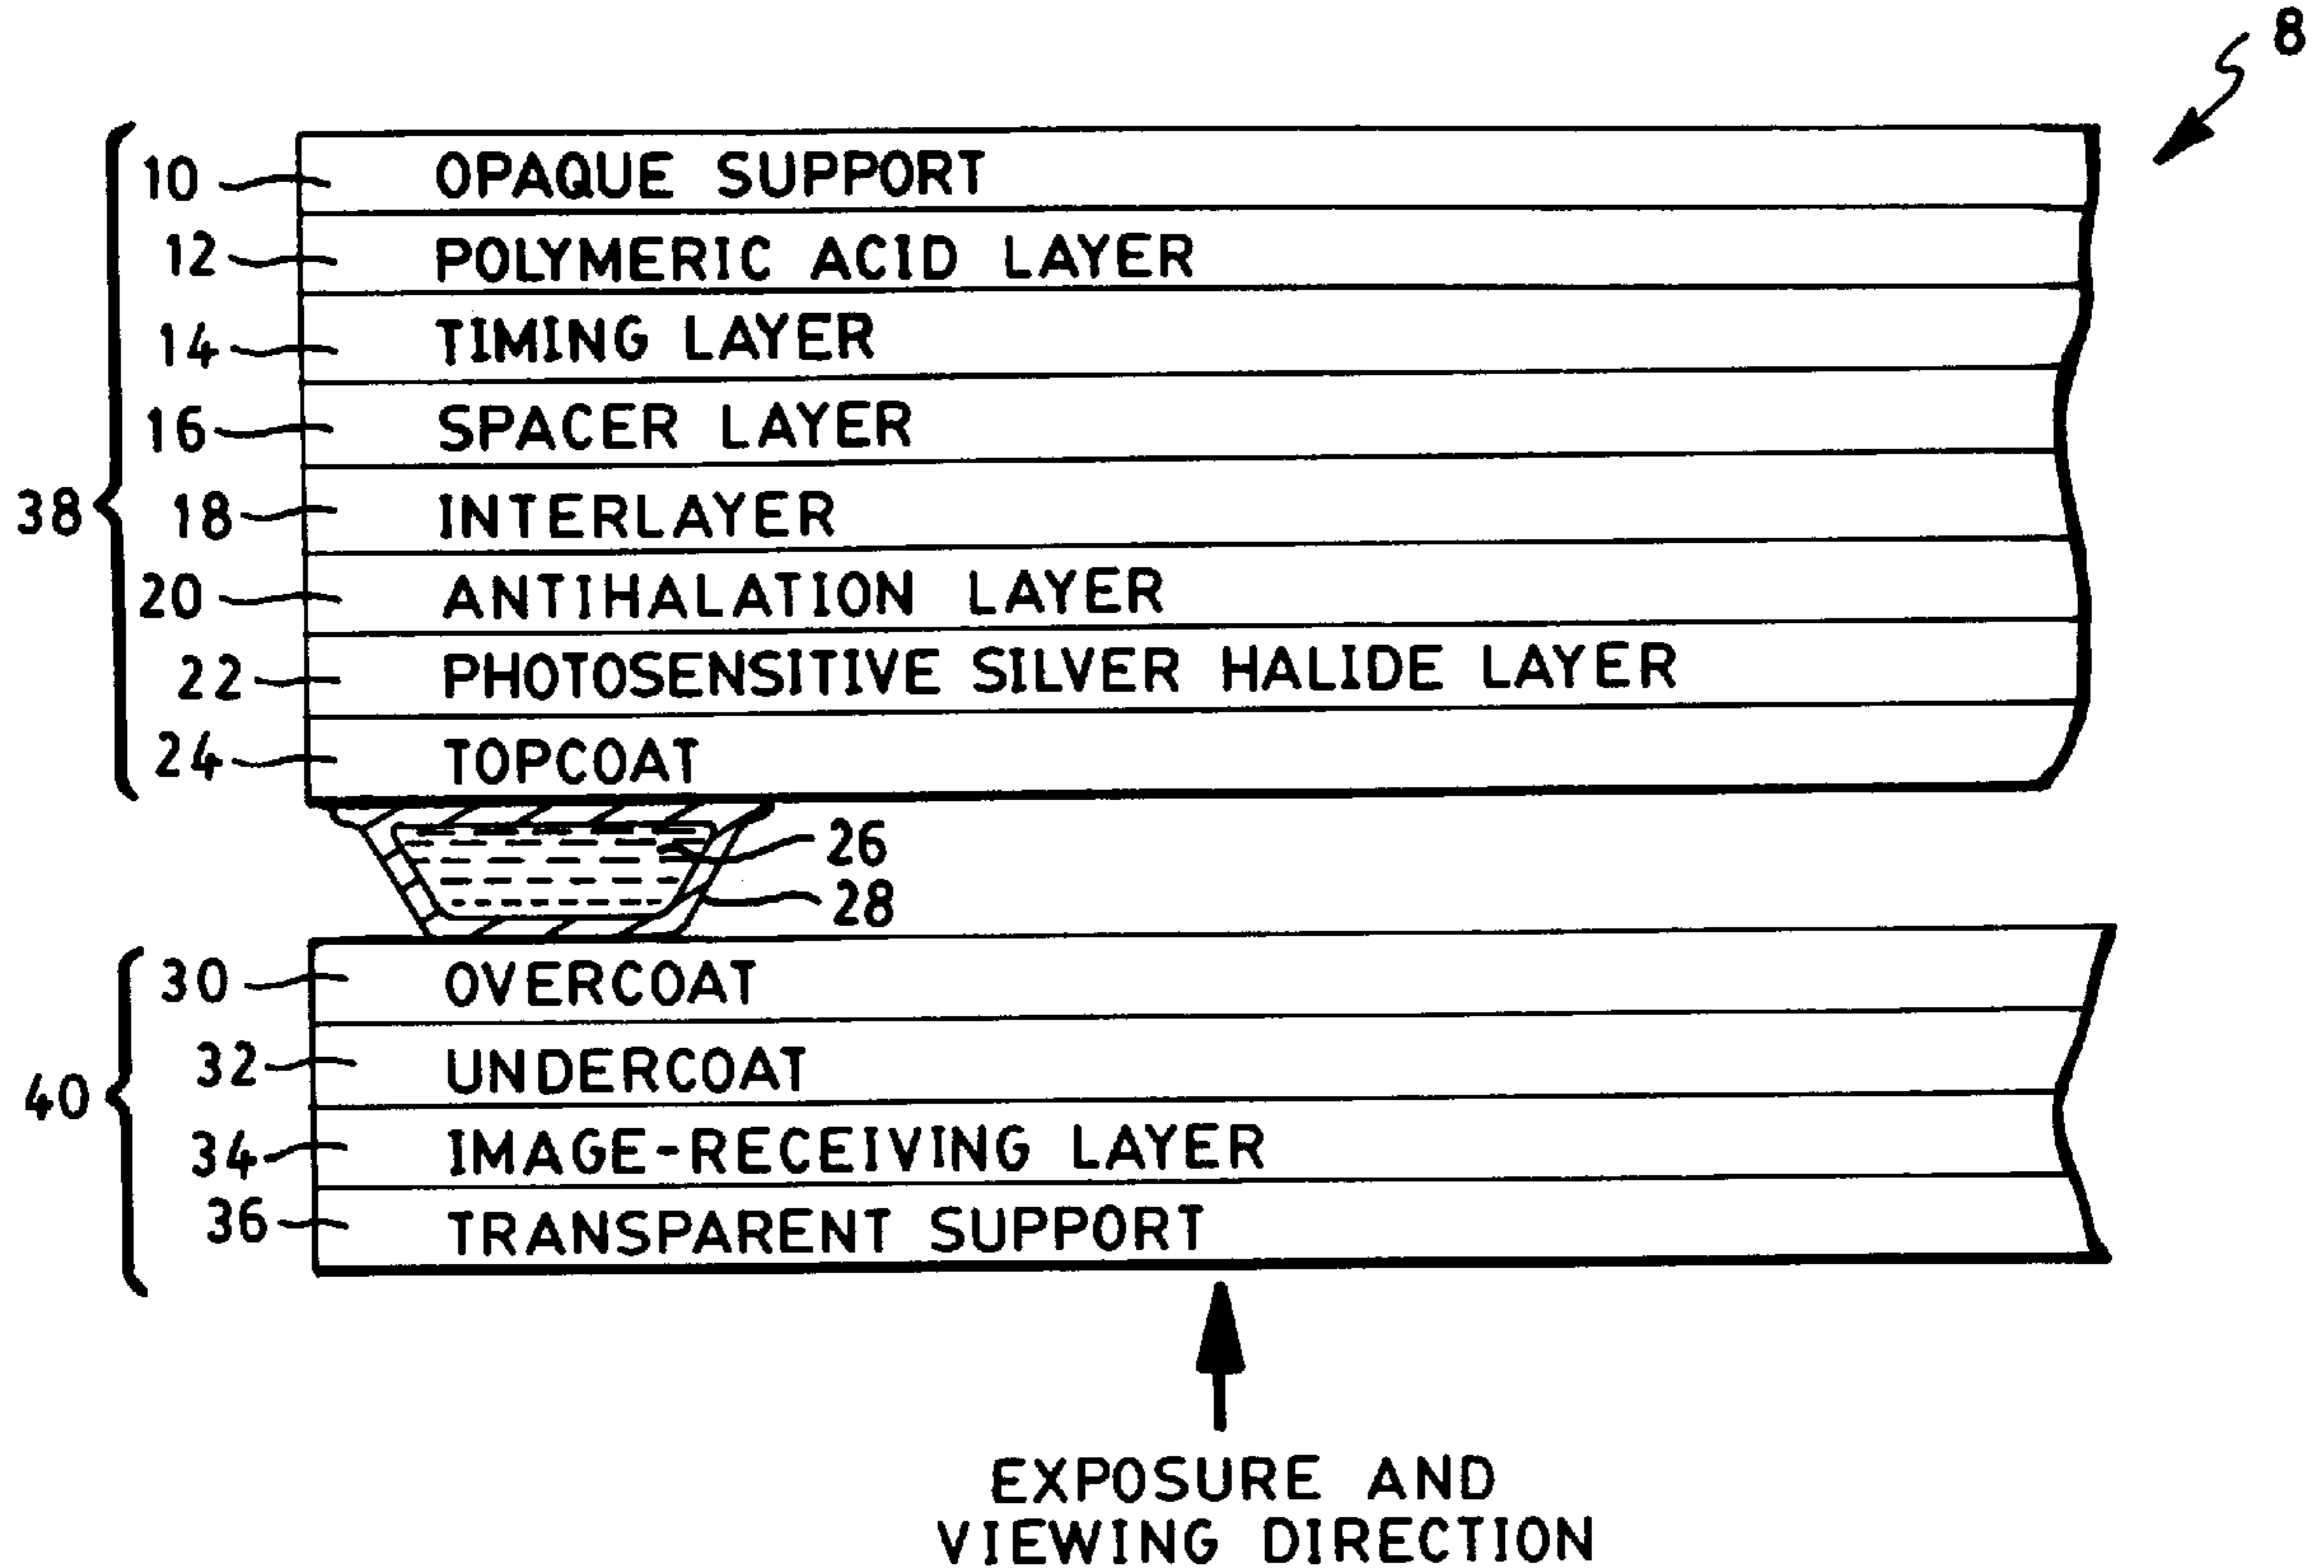 8
10 OPAQUE SUPPORT
12 POLYMERIC ACID LAYER
14 TIMING LAYER
16 SPACER LAYER
38
18 INTERLAYER
20 ANTIHALATION LAYER
22 PHOTOSENSITIVE SILVER HALIDE LAYER
24 TOPCOAT
26
28
30 OVERCOAT
32 UNDERCOAT
40
34 IMAGE-RECEIVING LAYER
36 TRANSPARENT SUPPORT
EXPOSURE AND
VIEWING DIRECTION